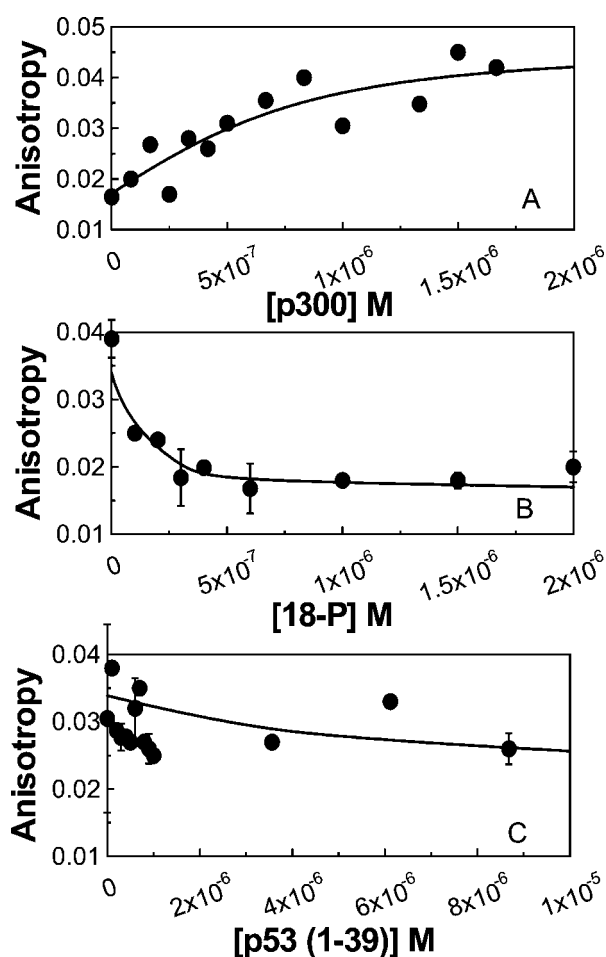 0.05
0.04
0.03
0.02
0.01
Anisotropy
A
0 5x10⁻⁷ 1x10⁻⁶ 1.5x10⁻⁶ 2x10⁻⁶
[p300] M
0.04
0.03
0.02
0.01
Anisotropy
B
0 5x10⁻⁷ 1x10⁻⁶ 1.5x10⁻⁶ 2x10⁻⁶
[18-P] M
0.04
0.03
0.02
0.01
Anisotropy
C
0 2x10⁻⁶ 4x10⁻⁶ 6x10⁻⁶ 8x10⁻⁶ 1x10⁻⁵
[p53 (1-39)] M